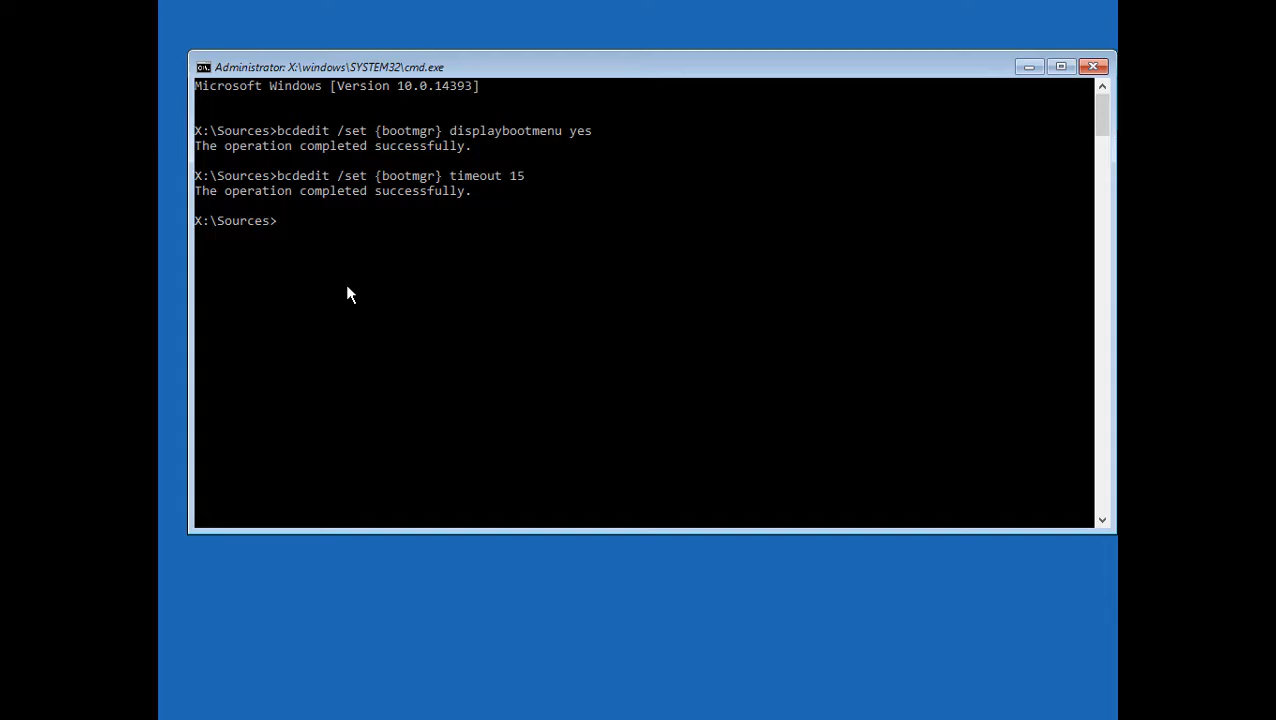 Administrator: X:\windows\SYSTEM32\cmd.exe
Microsoft Windows [Version 10.0.14393]
X:\Sources>bcdedit /set {bootmgr} displaybootmenu yes
The operation completed successfully.
X:\Sources>bcdedit /set {bootmgr} timeout 15
The operation completed successfully.
X:\Sources>